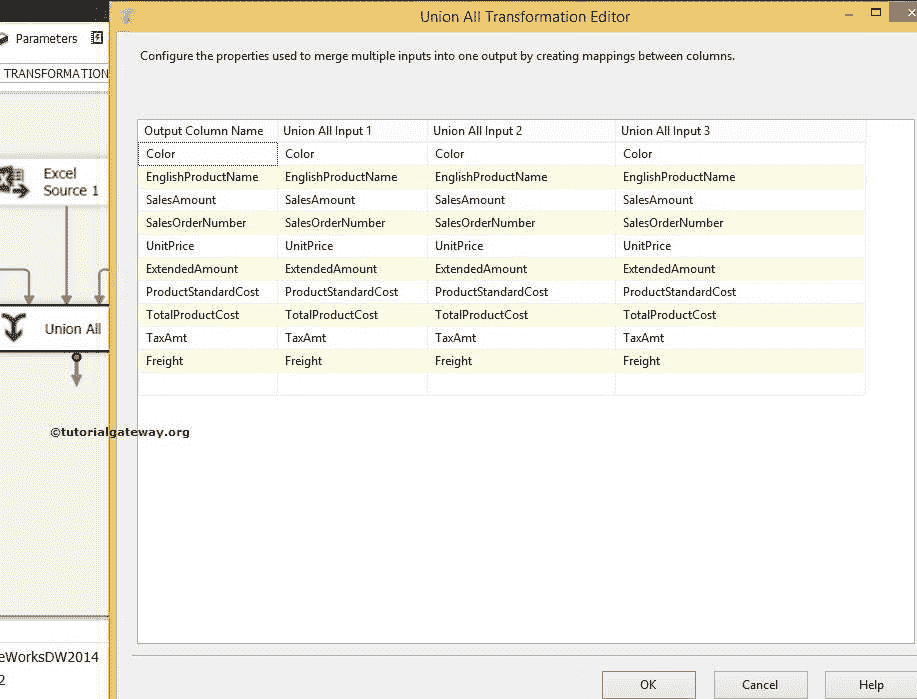 Union All Transformation Editor
Parameters
TRANSFORMATION
Configure the properties used to merge multiple inputs into one output by creating mappings between columns.
Output Column Name Union All Input 1 Union All Input 2 Union All Input 3
Color Color Color Color
EnglishProductName EnglishProductName EnglishProductName EnglishProductName
SalesAmount SalesAmount SalesAmount SalesAmount
SalesOrderNumber SalesOrderNumber SalesOrderNumber SalesOrderNumber
UnitPrice UnitPrice UnitPrice UnitPrice
ExtendedAmount ExtendedAmount ExtendedAmount ExtendedAmount
ProductStandardCost ProductStandardCost ProductStandardCost ProductStandardCost
TotalProductCost TotalProductCost TotalProductCost TotalProductCost
TaxAmt TaxAmt TaxAmt TaxAmt
Freight Freight Freight Freight
Excel
Source 1
Union All
©tutorialgateway.org
eWorksDW2014
2
OK Cancel Help